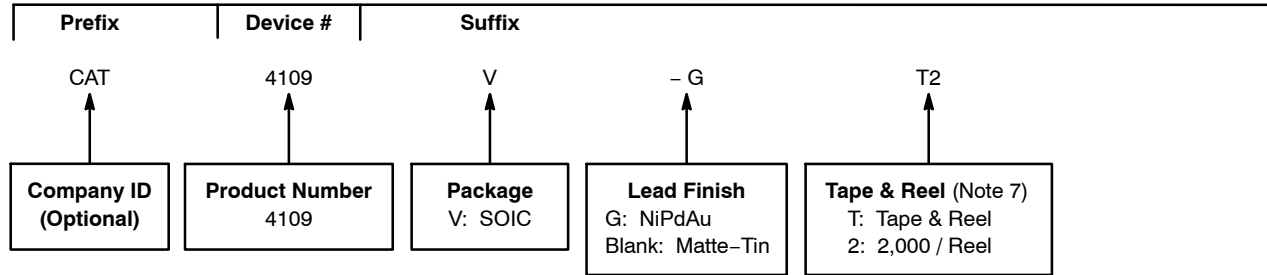 Prefix Device # Suffix
CAT 4109 V – G T2
Company ID
(Optional)
Product Number
4109
Package
V: SOIC
Lead Finish
G: NiPdAu
Blank: Matte−Tin
Tape & Reel (Note 7)
T: Tape & Reel
2: 2,000 / Reel